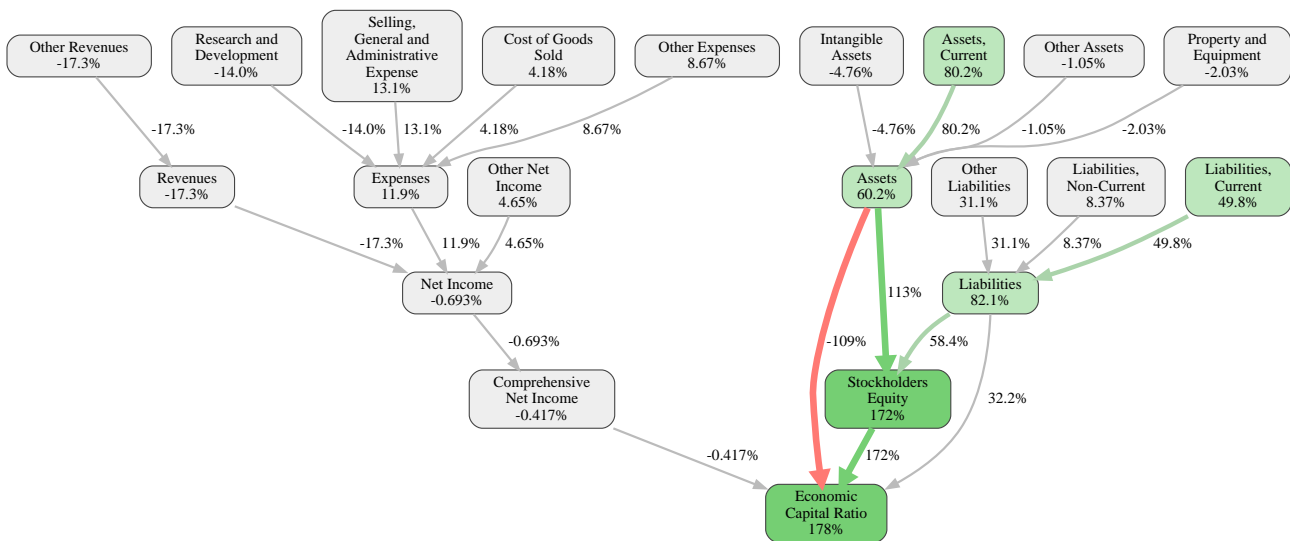 Other Revenues
-17.3%
Research and
Development
-14.0%
Selling,
General and
Administrative
Expense
13.1%
Cost of Goods
Sold
4.18%
Other Expenses
8.67%
Intangible
Assets
-4.76%
Assets,
Current
80.2%
Other Assets
-1.05%
Property and
Equipment
-2.03%
-17.3%
-14.0%
13.1%
4.18%
8.67%
-4.76%
80.2%
-1.05%
-2.03%
Revenues
-17.3%
Expenses
11.9%
Other Net
Income
4.65%
Assets
60.2%
Other
Liabilities
31.1%
Liabilities,
Non-Current
8.37%
Liabilities,
Current
49.8%
-17.3%
11.9%
4.65%
31.1%
8.37%
49.8%
Net Income
-0.693%
113%
Liabilities
82.1%
-0.693%
-109%
58.4%
Comprehensive
Net Income
-0.417%
Stockholders
Equity
172%
32.2%
-0.417%
172%
Economic
Capital Ratio
178%